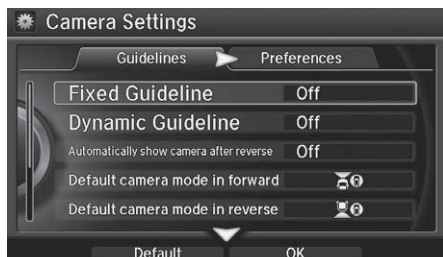 Camera Settings
Guidelines Preferences
Fixed Guideline Off
Dynamic Guideline Off
Automatically show camera after reverse Off
Default camera mode in forward
Default camera mode in reverse
Default OK